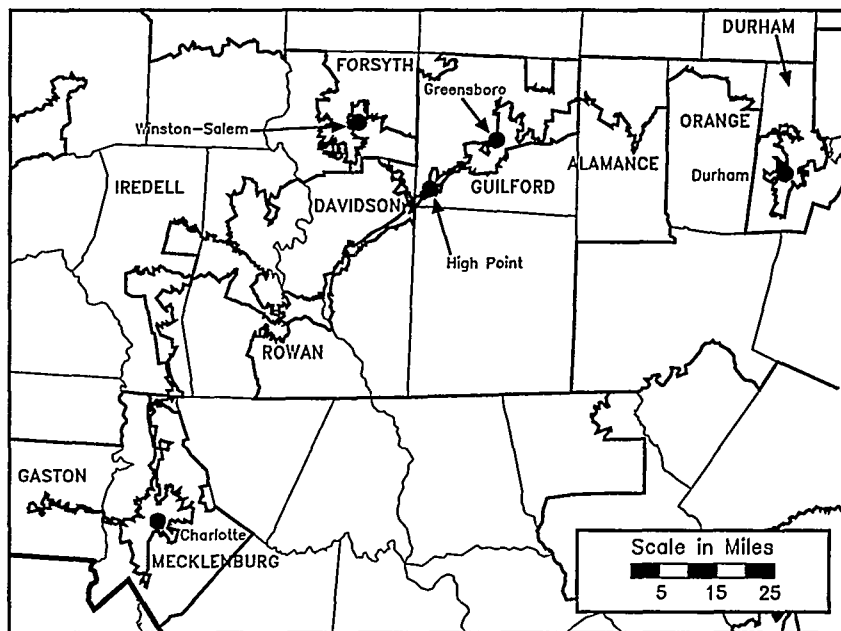 DURHAM
FORSYTH
Greensboro
Winston-Salem
ORANGE
ALAMANCE
IREDELL
DAVIDSON
GUILFORD
Durham
High Point
ROWAN
GASTON
Charlotte
MECKLENBURG
Scale in Miles
5 15 25